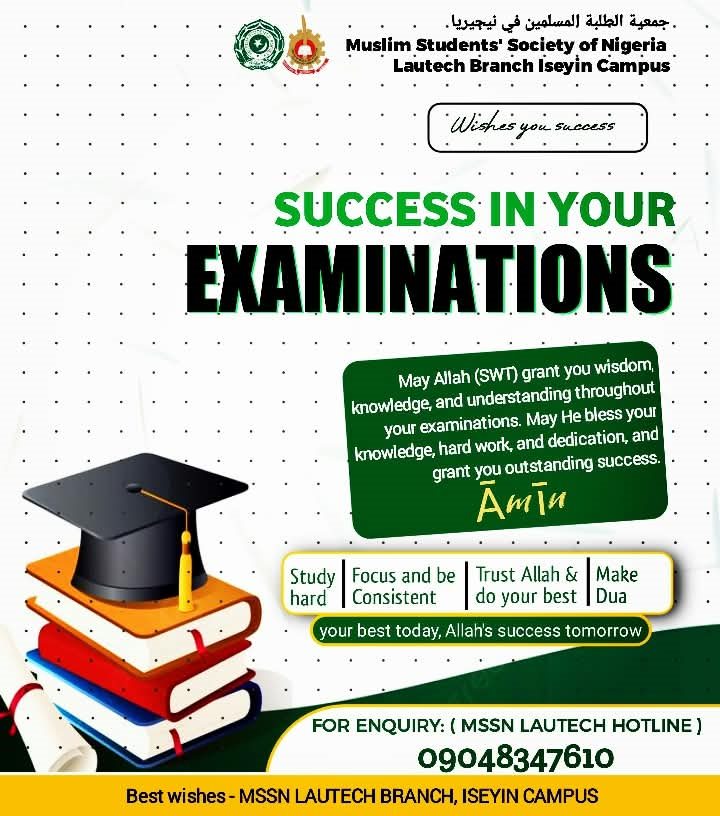 جمعية الطلبة المسلمين في نيجيريا.
Muslim Students' Society of Nigeria
Lautech Branch Iseyin Campus
Wishes you success
SUCCESS IN YOUR
EXAMINATIONS
May Allah (SWT) grant you wisdom,
knowledge, and understanding throughout
your examinations. May He bless your
knowledge, hard work, and dedication, and
grant you outstanding success.
ĀmĪn
Study hard
Focus and be Consistent
Trust Allah & do your best
Make Dua
your best today, Allah's success tomorrow
FOR ENQUIRY: ( MSSN LAUTECH HOTLINE )
09048347610
Best wishes - MSSN LAUTECH BRANCH, ISEYIN CAMPUS